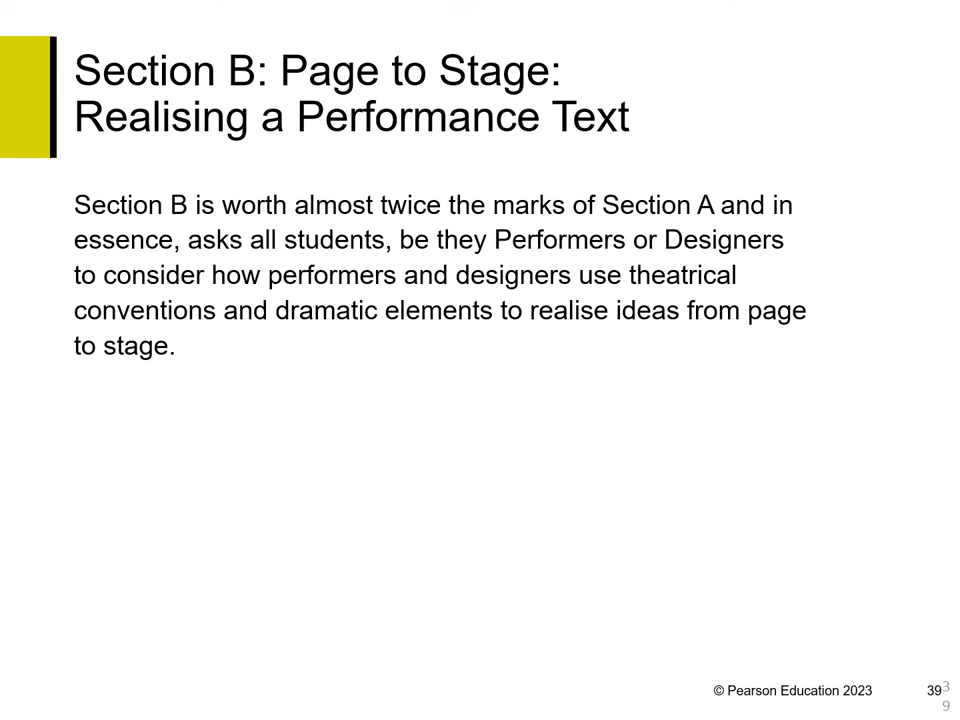 Section B: Page to Stage:
Realising a Performance Text
Section B is worth almost twice the marks of Section A and in
essence, asks all students, be they Performers or Designers
to consider how performers and designers use theatrical
conventions and dramatic elements to realise ideas from page
to stage.
© Pearson Education 2023
39
3
9